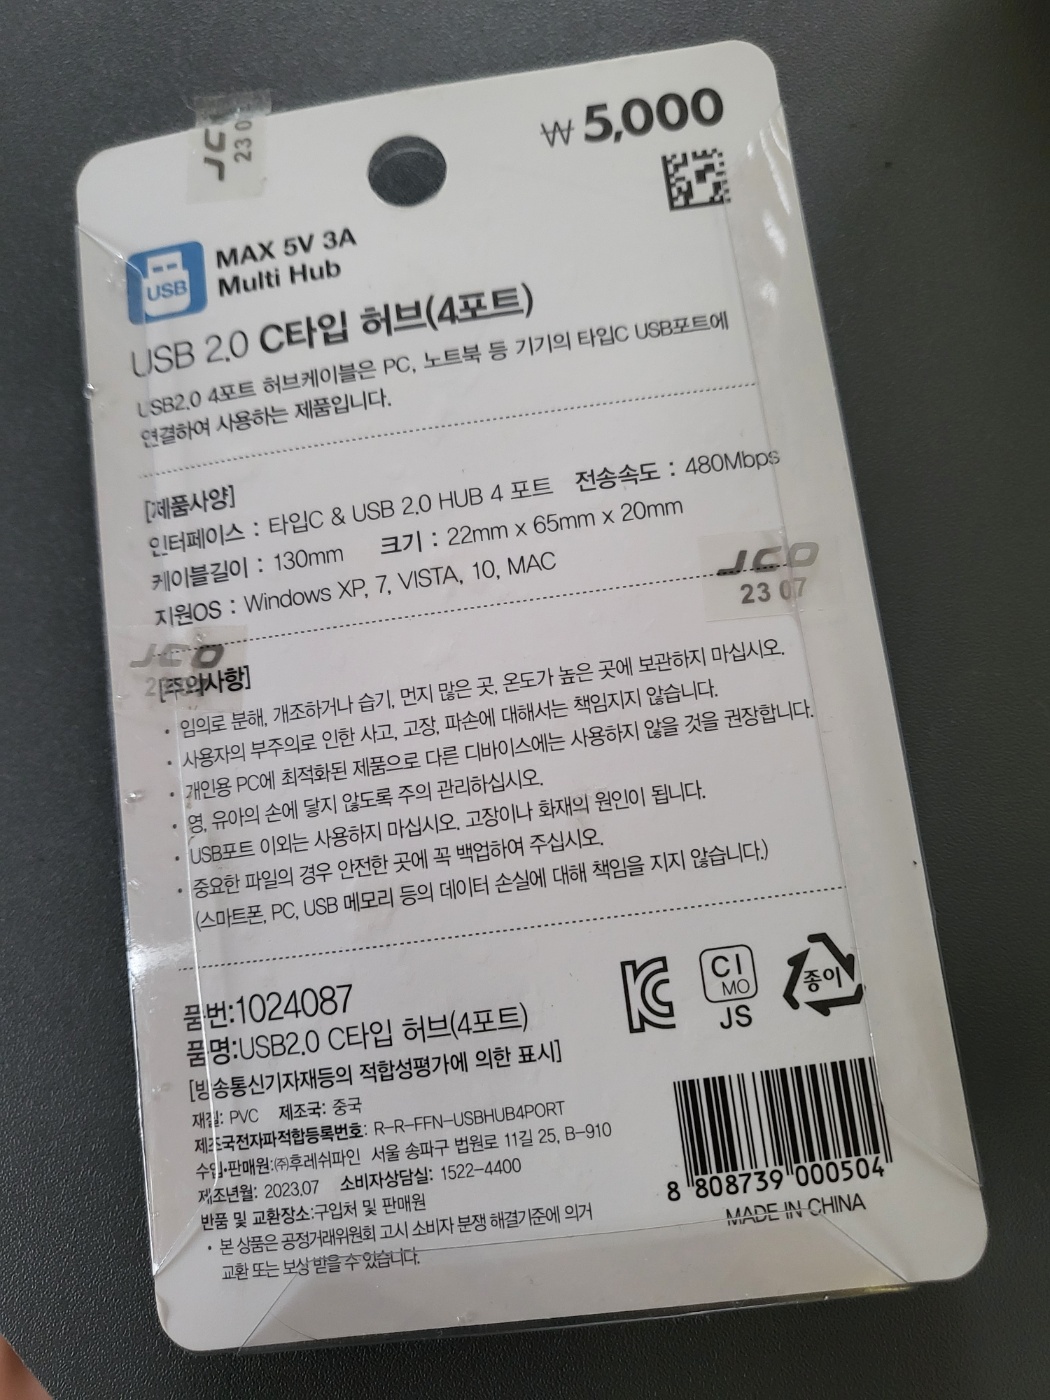 JCO
23 0
₩ 5,000
USB
MAX 5V 3A
Multi Hub
USB 2.0 C타입 허브(4포트)
USB2.0 4포트 허브케이블은 PC, 노트북 등 기기의 타입C USB포트에
연결하여 사용하는 제품입니다.
[제품사양]
인터페이스 : 타입C & USB 2.0 HUB 4 포트 전송속도 : 480Mbps
케이블길이 : 130mm 크기 : 22mm x 65mm x 20mm
지원OS : Windows XP, 7, VISTA, 10, MAC
JCO
23 07
JCO
[주의사항]
• 임의로 분해, 개조하거나 습기, 먼지 많은 곳, 온도가 높은 곳에 보관하지 마십시오.
• 사용자의 부주의로 인한 사고, 고장, 파손에 대해서는 책임지지 않습니다.
• 개인용 PC에 최적화된 제품으로 다른 디바이스에는 사용하지 않을 것을 권장합니다.
• 영, 유아의 손에 닿지 않도록 주의 관리하십시오.
• USB포트 이외는 사용하지 마십시오. 고장이나 화재의 원인이 됩니다.
• 중요한 파일의 경우 안전한 곳에 꼭 백업하여 주십시오.
(스마트폰, PC, USB 메모리 등의 데이터 손실에 대해 책임을 지지 않습니다.)
품번:1024087
품명:USB2.0 C타입 허브(4포트)
[방송통신기자재등의 적합성평가에 의한 표시]
재질: PVC 제조국: 중국
제조국전자파적합등록번호: R-R-FFN-USBHUB4PORT
수입•판매원:㈜후레쉬파인 서울 송파구 법원로 11길 25, B-910
제조년월: 2023.07 소비자상담실: 1522-4400
반품 및 교환장소:구입처 및 판매원
• 본 상품은 공정거래위원회 고시 소비자 분쟁 해결기준에 의거
교환 또는 보상 받을 수 있습니다.
KC
CI
MO
JS
종이
8 808739 000504
MADE IN CHINA